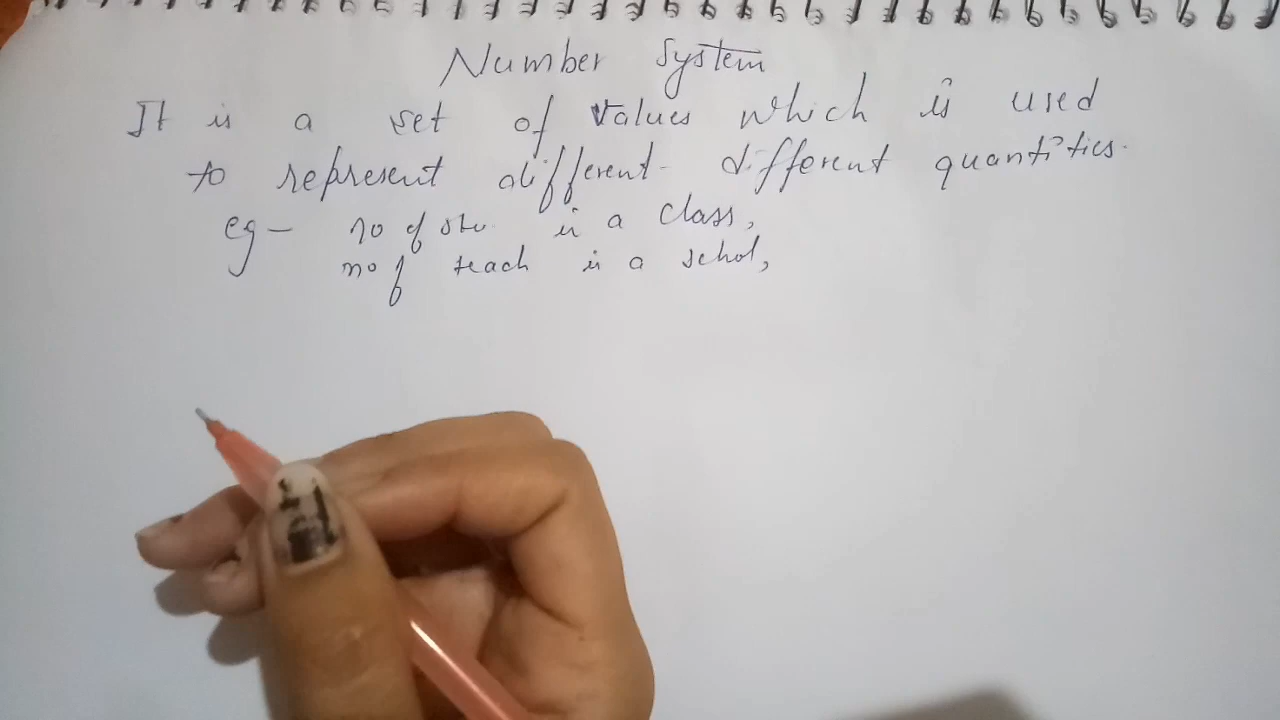 Number System
It is a set of values which is used
to represent different different quantities.
eg - no of stu. in a class,
no of teach in a schol,